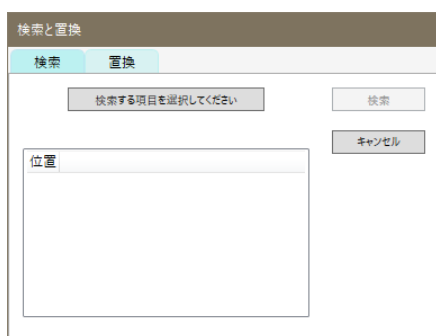 検索と置換
検索 置換
検索する項目を選択してください 検索
キャンセル
位置